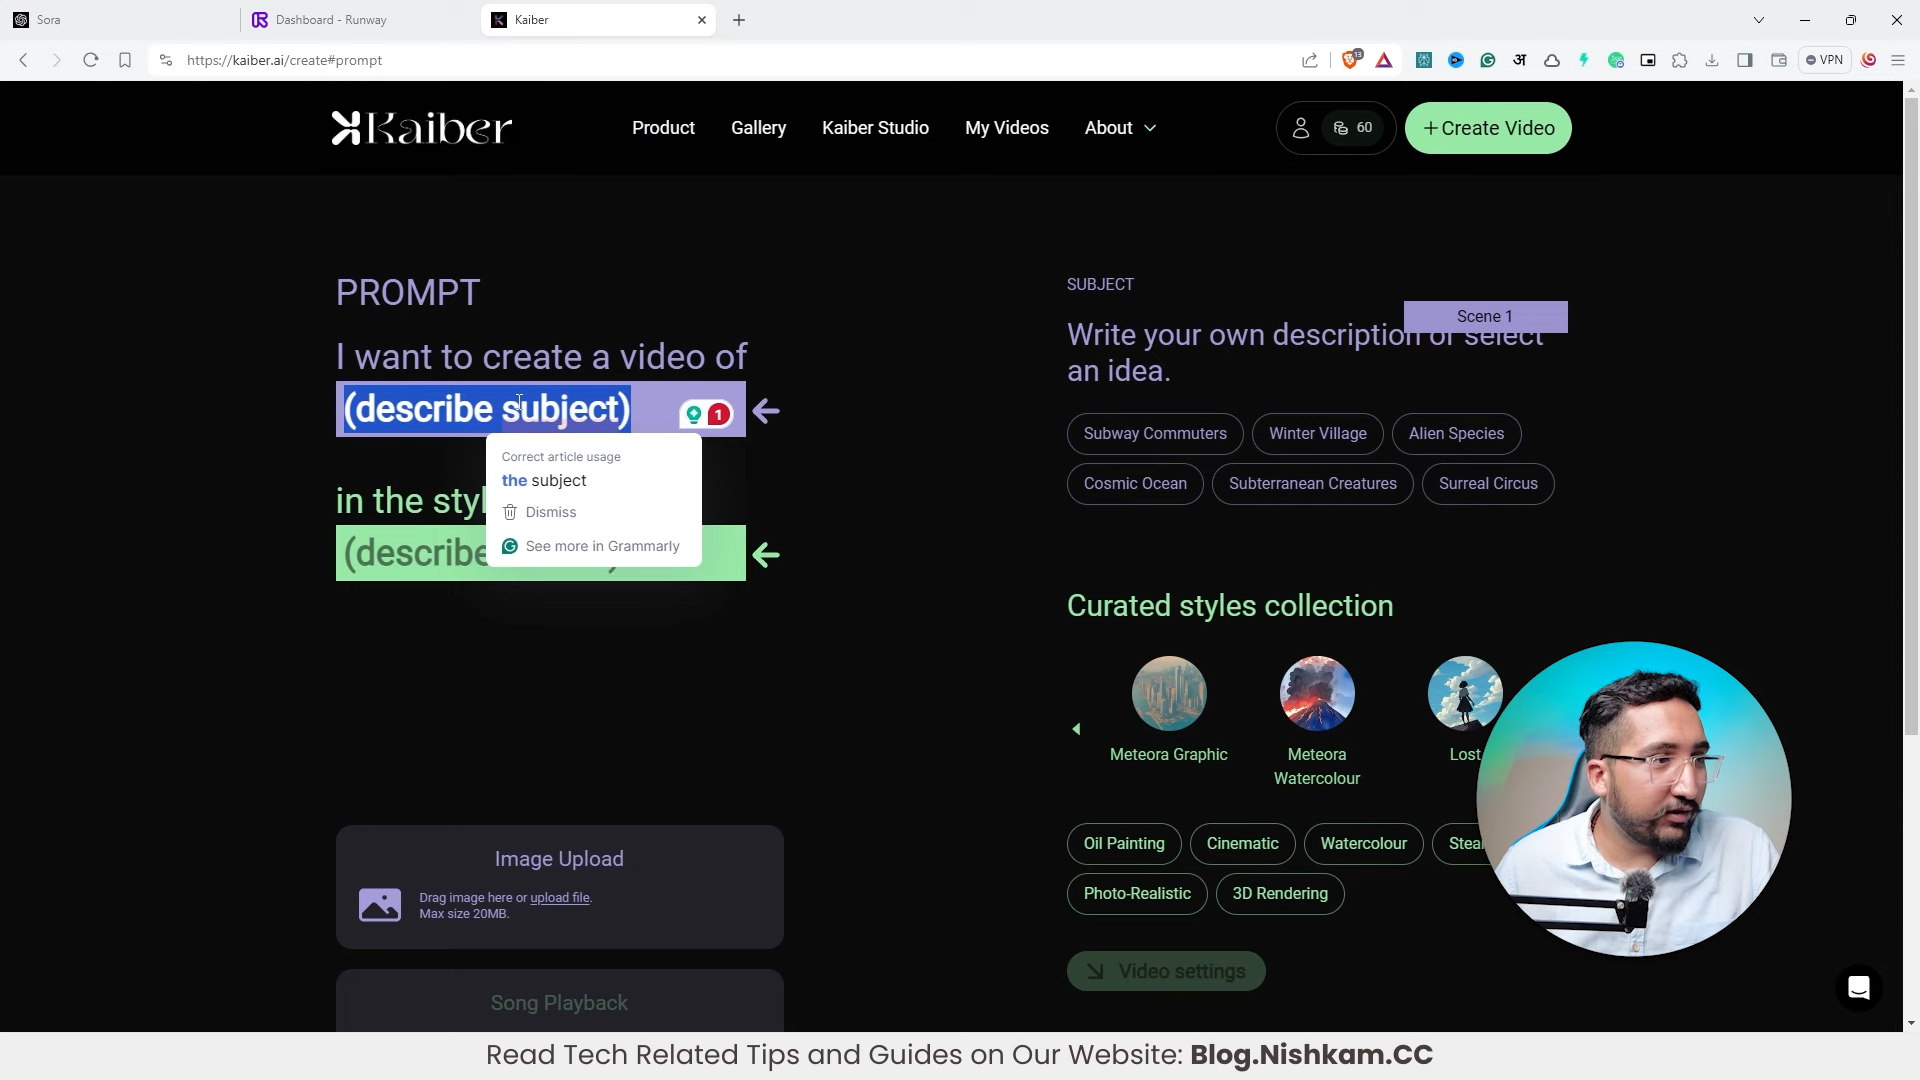 Sora
Dashboard - Runway
Kaiber
https://kaiber.ai/create#prompt
13
अ
VPN
Kaiber
Product
Gallery
Kaiber Studio
My Videos
About
60
+Create Video
PROMPT
I want to create a video of
(describe subject)
1
Correct article usage
the subject
Dismiss
See more in Grammarly
in the styl
(describe
SUBJECT
Scene 1
Write your own description or select
an idea.
Subway Commuters
Winter Village
Alien Species
Cosmic Ocean
Subterranean Creatures
Surreal Circus
Curated styles collection
Meteora Graphic
Meteora
Watercolour
Lost
Oil Painting
Cinematic
Watercolour
Stea
Photo-Realistic
3D Rendering
Video settings
Image Upload
Drag image here or upload file.
Max size 20MB.
Song Playback
Read Tech Related Tips and Guides on Our Website: Blog.Nishkam.CC